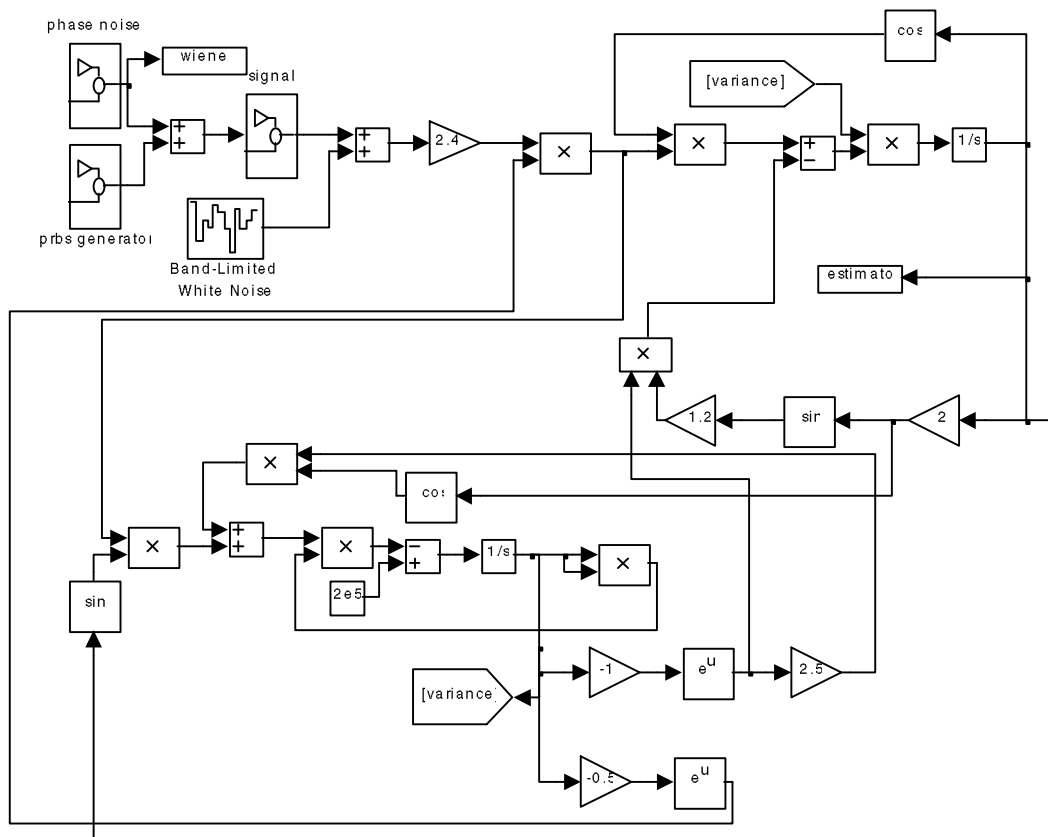 phase noise
wiene
signal
cos
[variance]
+
+
+
+
2.4
×
×
+
−
×
1/s
prbs generator
Band-Limited
White Noise
estimato
×
1.2
sin
2
×
cos
×
+
+
×
−
+
1/s
×
2e5
sin
-1
e^u
2.5
[variance]
-0.5
e^u